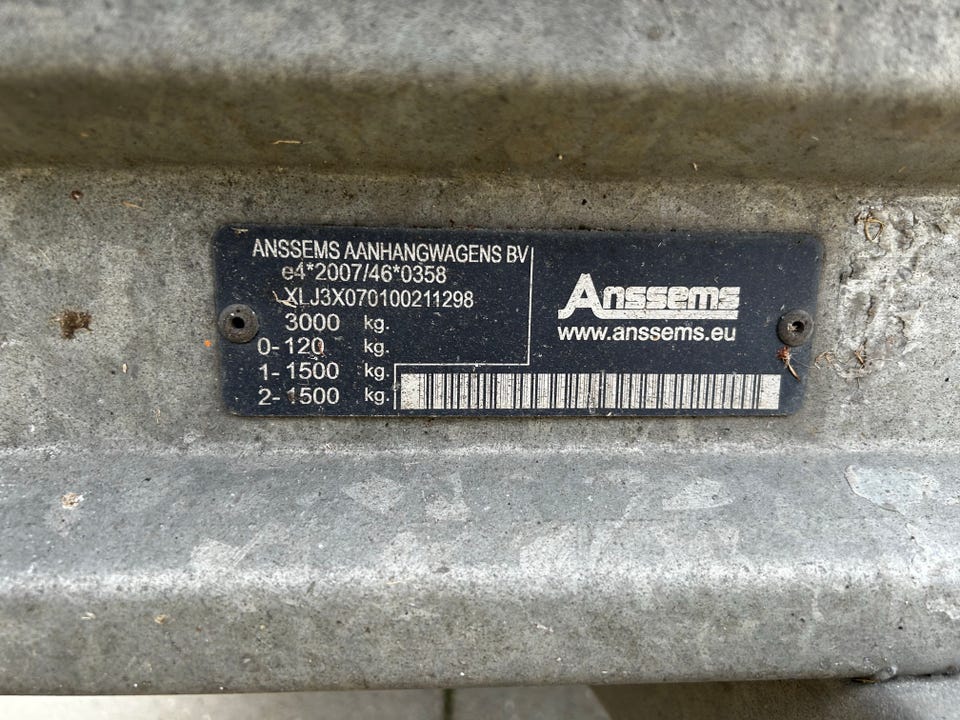 ANSSEMS AANHANGWAGENS BV
e4*2007/46*0358
XLJ3X070100211298
3000 kg.
0- 120 kg.
1- 1500 kg.
2- 1500 kg.
Anssems
www.anssems.eu